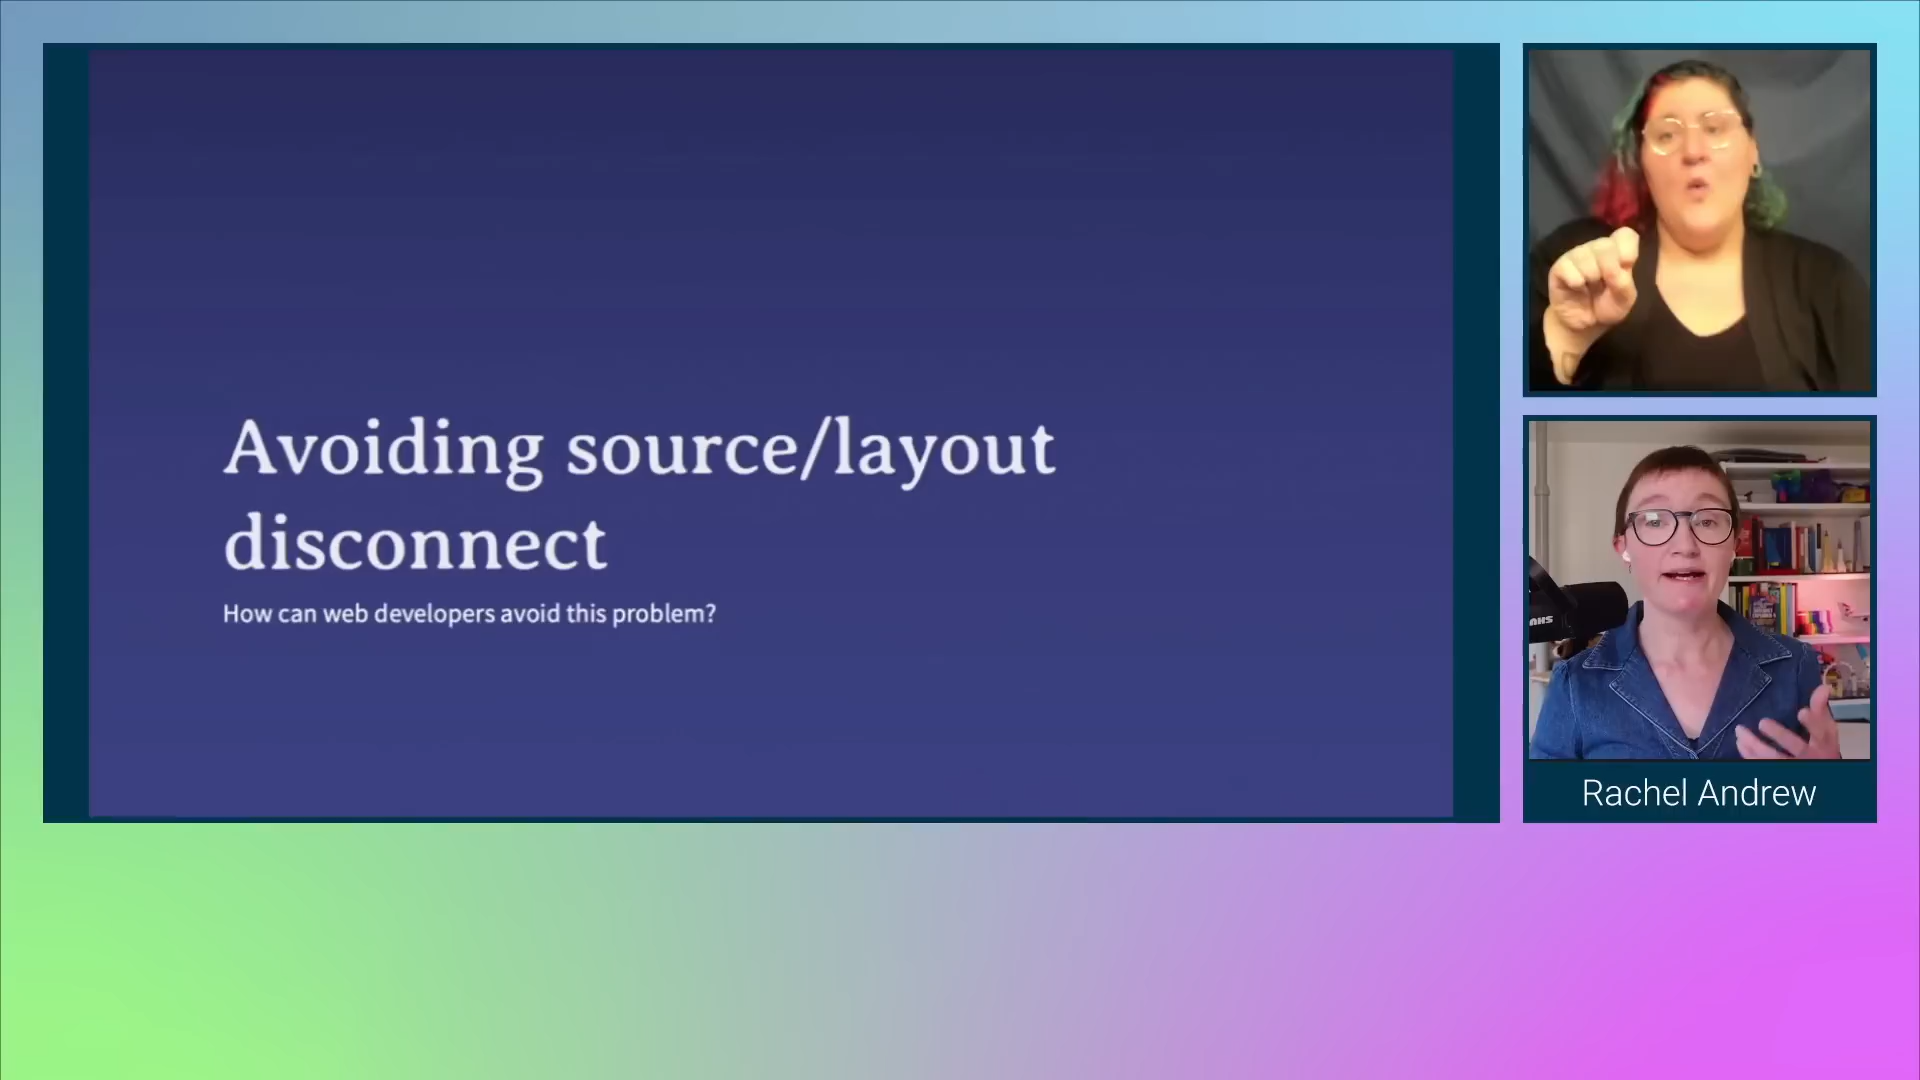 Avoiding source/layout
disconnect
How can web developers avoid this problem?
Rachel Andrew